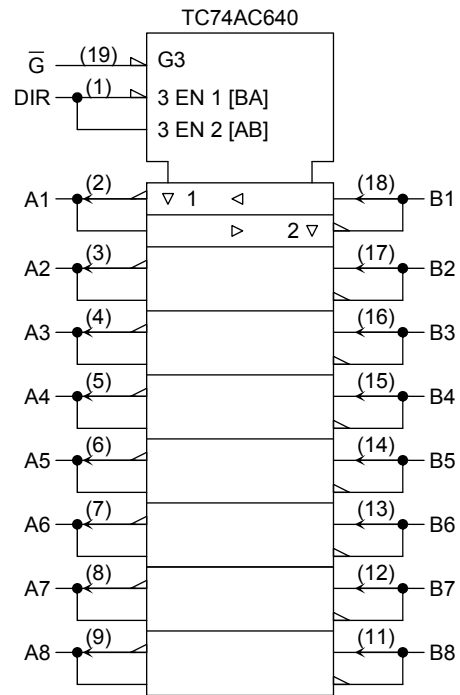 TC74AC640
G̅ (19) G3
DIR (1) 3 EN 1 [BA]
3 EN 2 [AB]
A1 (2) 1 (18) B1
2
A2 (3) (17) B2
A3 (4) (16) B3
A4 (5) (15) B4
A5 (6) (14) B5
A6 (7) (13) B6
A7 (8) (12) B7
A8 (9) (11) B8